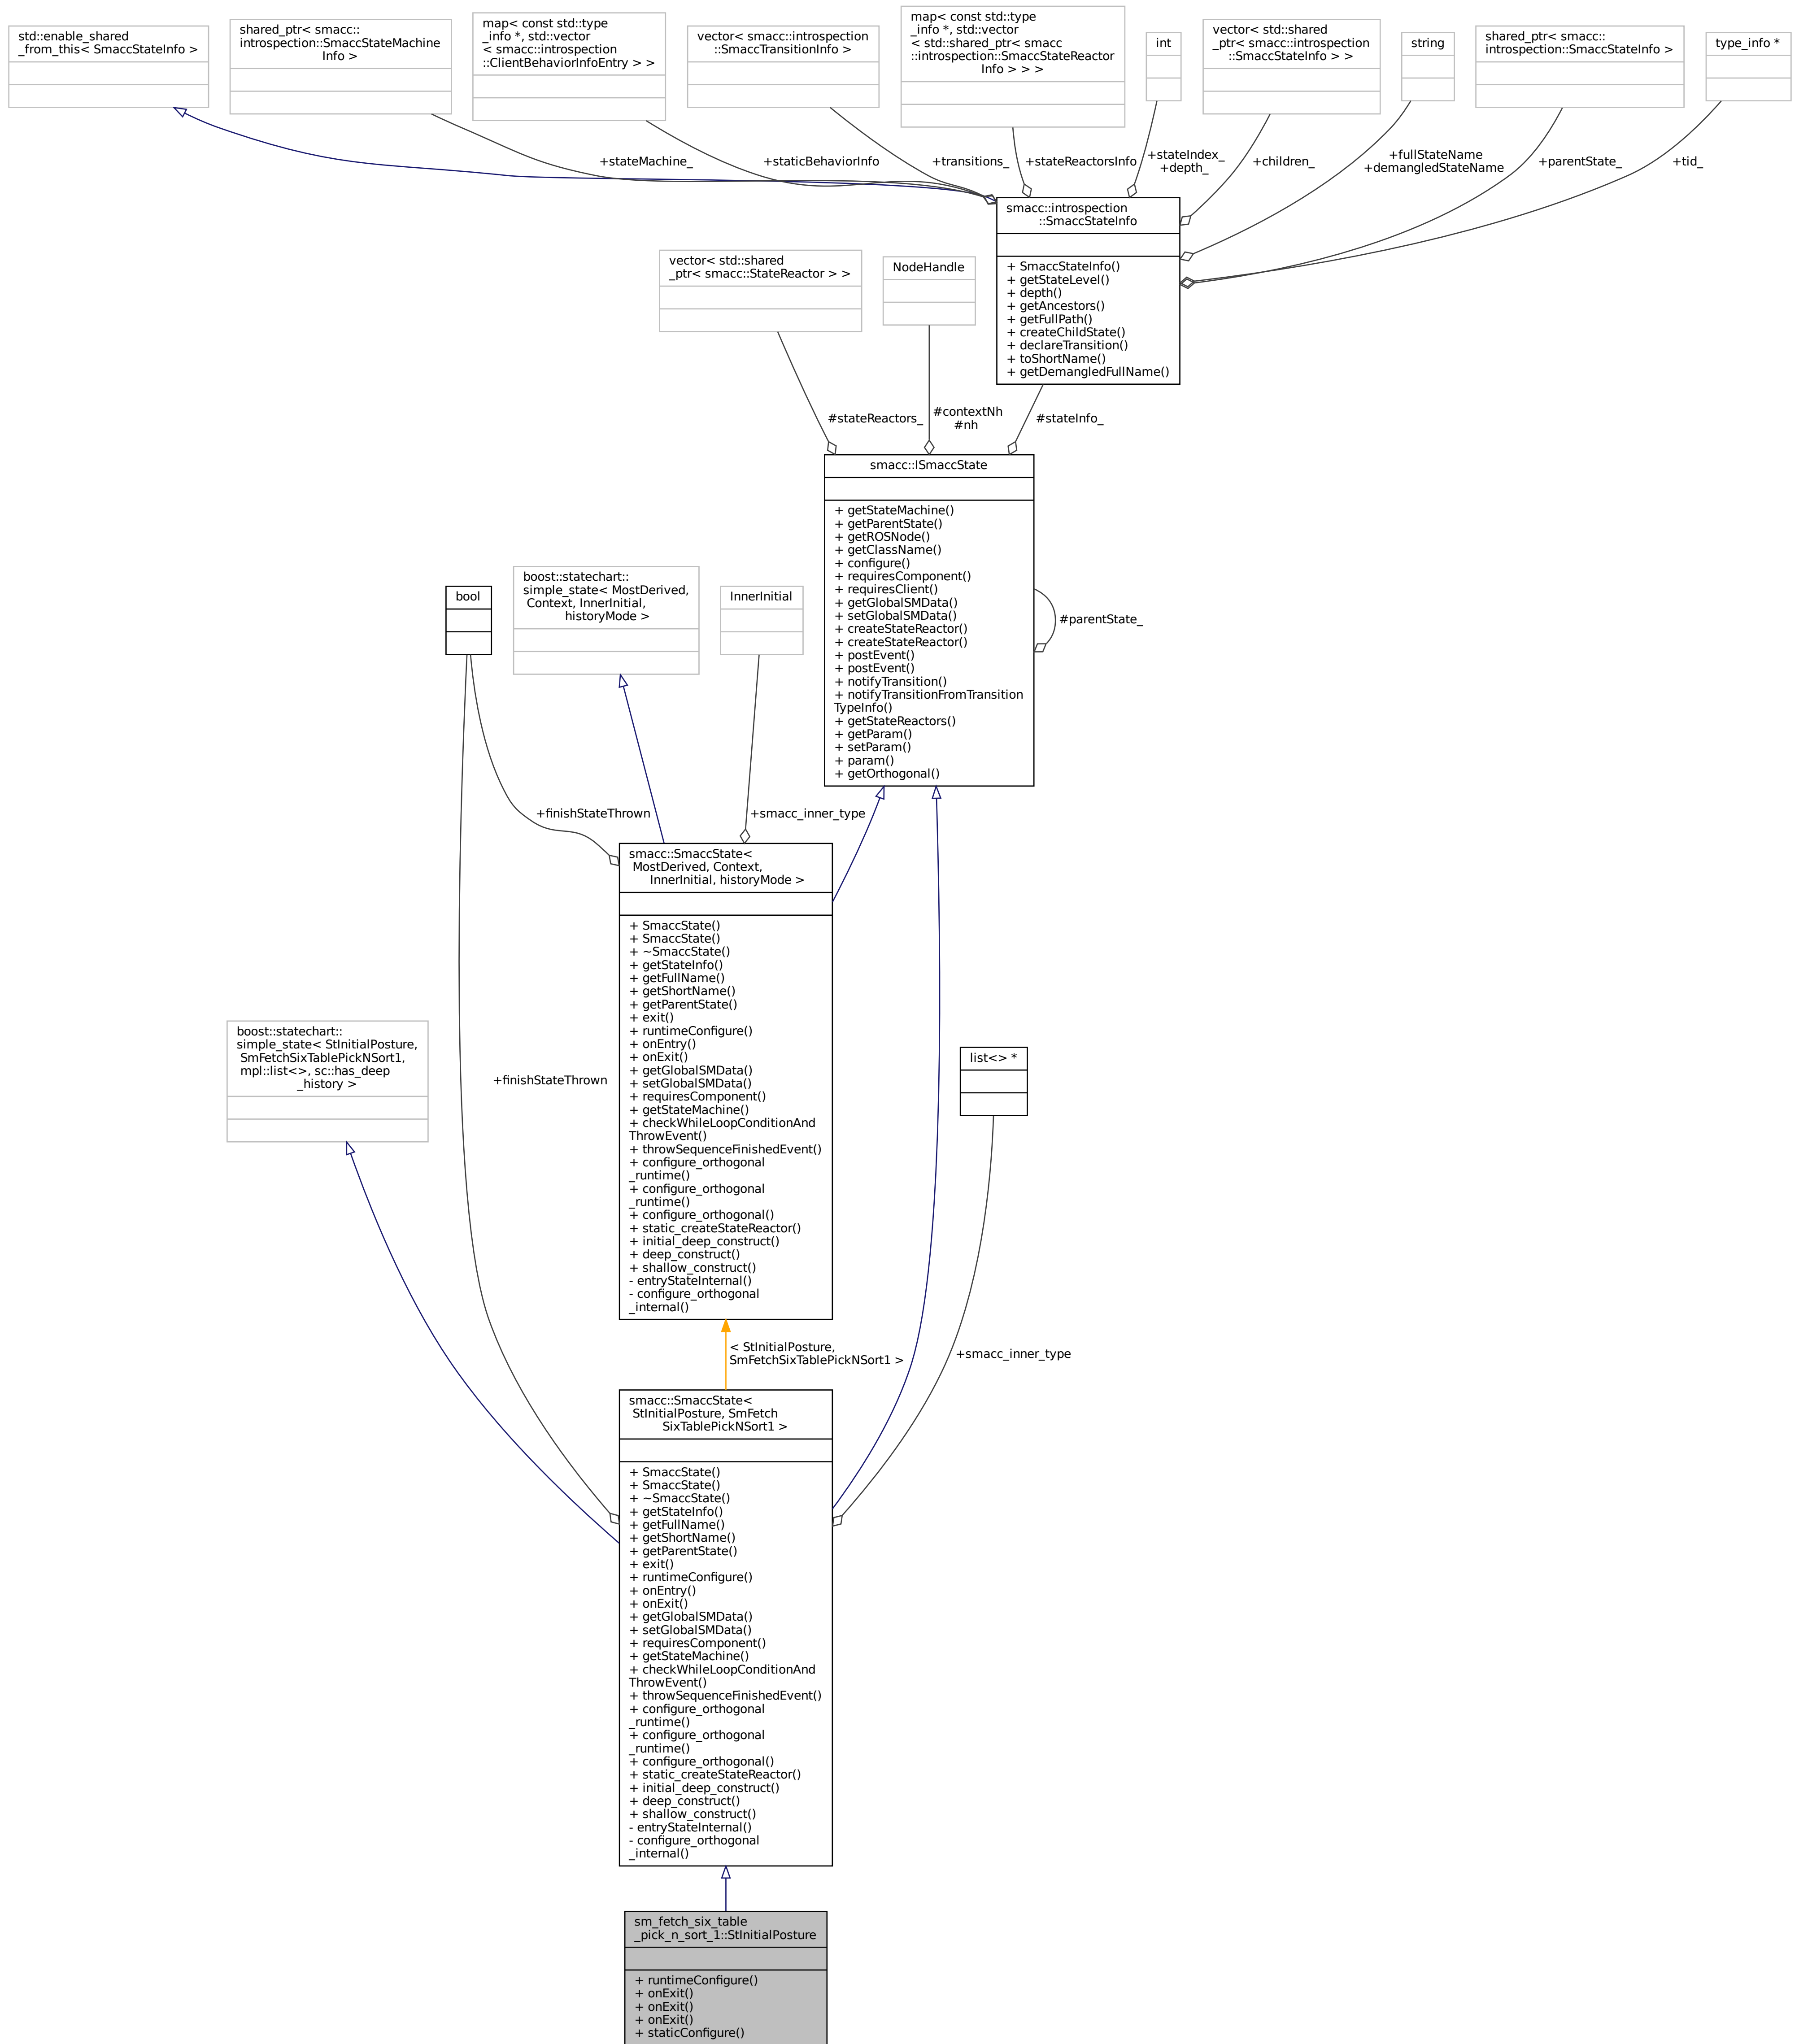 std::enable_shared
_from_this< SmaccStateInfo >
shared_ptr< smacc::
introspection::SmaccStateMachine
Info >
map< const std::type
_info *, std::vector
< smacc::introspection
::ClientBehaviorInfoEntry > >
vector< smacc::introspection
::SmaccTransitionInfo >
map< const std::type
_info *, std::vector
< std::shared_ptr< smacc
::introspection::SmaccStateReactor
Info > > >
int
vector< std::shared
_ptr< smacc::introspection
::SmaccStateInfo > >
string
shared_ptr< smacc::
introspection::SmaccStateInfo >
type_info *
+stateMachine_
+staticBehaviorInfo
+transitions_
+stateReactorsInfo
+stateIndex_
+depth_
+children_
+fullStateName
+demangledStateName
+parentState_
+tid_
smacc::introspection
::SmaccStateInfo
+ SmaccStateInfo()
+ getStateLevel()
+ depth()
+ getAncestors()
+ getFullPath()
+ createChildState()
+ declareTransition()
+ toShortName()
+ getDemangledFullName()
vector< std::shared
_ptr< smacc::StateReactor > >
NodeHandle
#stateReactors_
#contextNh
#nh
#stateInfo_
smacc::ISmaccState
+ getStateMachine()
+ getParentState()
+ getROSNode()
+ getClassName()
+ configure()
+ requiresComponent()
+ requiresClient()
+ getGlobalSMData()
+ setGlobalSMData()
+ createStateReactor()
+ createStateReactor()
+ postEvent()
+ postEvent()
+ notifyTransition()
+ notifyTransitionFromTransition
TypeInfo()
+ getStateReactors()
+ getParam()
+ setParam()
+ param()
+ getOrthogonal()
#parentState_
bool
boost::statechart::
simple_state< MostDerived,
Context, InnerInitial,
historyMode >
InnerInitial
+finishStateThrown
+smacc_inner_type
smacc::SmaccState<
MostDerived, Context,
InnerInitial, historyMode >
+ SmaccState()
+ SmaccState()
+ ~SmaccState()
+ getStateInfo()
+ getFullName()
+ getShortName()
+ getParentState()
+ exit()
+ runtimeConfigure()
+ onEntry()
+ onExit()
+ getGlobalSMData()
+ setGlobalSMData()
+ requiresComponent()
+ getStateMachine()
+ checkWhileLoopConditionAnd
ThrowEvent()
+ throwSequenceFinishedEvent()
+ configure_orthogonal
_runtime()
+ configure_orthogonal
_runtime()
+ configure_orthogonal()
+ static_createStateReactor()
+ initial_deep_construct()
+ deep_construct()
+ shallow_construct()
- entryStateInternal()
- configure_orthogonal
_internal()
boost::statechart::
simple_state< StInitialPosture,
SmFetchSixTablePickNSort1,
mpl::list<>, sc::has_deep
_history >
+finishStateThrown
list<> *
< StInitialPosture,
SmFetchSixTablePickNSort1 >
+smacc_inner_type
smacc::SmaccState<
StInitialPosture, SmFetch
SixTablePickNSort1 >
+ SmaccState()
+ SmaccState()
+ ~SmaccState()
+ getStateInfo()
+ getFullName()
+ getShortName()
+ getParentState()
+ exit()
+ runtimeConfigure()
+ onEntry()
+ onExit()
+ getGlobalSMData()
+ setGlobalSMData()
+ requiresComponent()
+ getStateMachine()
+ checkWhileLoopConditionAnd
ThrowEvent()
+ throwSequenceFinishedEvent()
+ configure_orthogonal
_runtime()
+ configure_orthogonal
_runtime()
+ configure_orthogonal()
+ static_createStateReactor()
+ initial_deep_construct()
+ deep_construct()
+ shallow_construct()
- entryStateInternal()
- configure_orthogonal
_internal()
sm_fetch_six_table
_pick_n_sort_1::StInitialPosture
+ runtimeConfigure()
+ onExit()
+ onExit()
+ onExit()
+ staticConfigure()